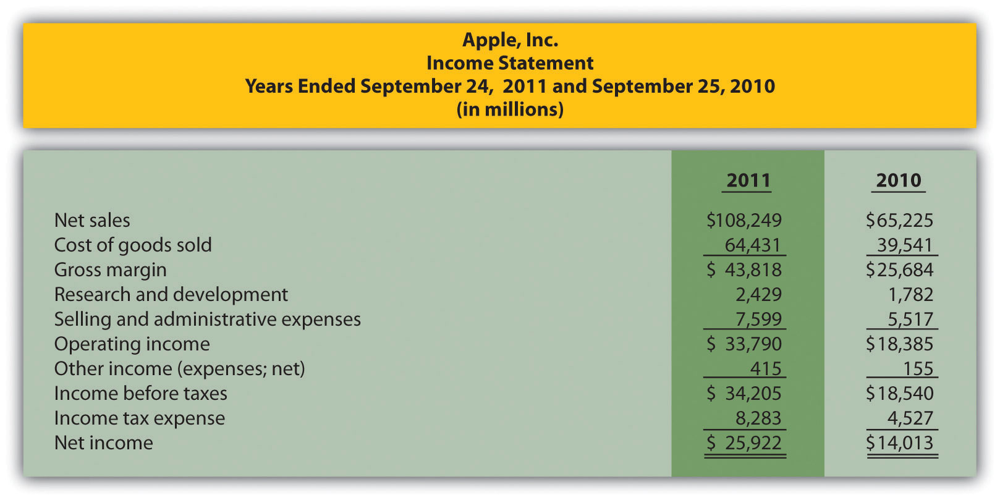 Apple, Inc.
Income Statement
Years Ended September 24, 2011 and September 25, 2010
(in millions)
2011 2010
Net sales $108,249 $65,225
Cost of goods sold 64,431 39,541
Gross margin $ 43,818 $25,684
Research and development 2,429 1,782
Selling and administrative expenses 7,599 5,517
Operating income $ 33,790 $18,385
Other income (expenses; net) 415 155
Income before taxes $ 34,205 $18,540
Income tax expense 8,283 4,527
Net income $ 25,922 $14,013